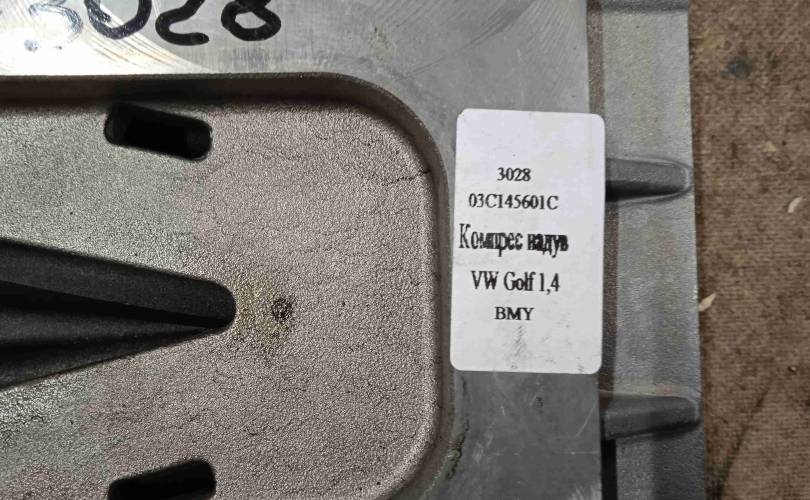 3028
3028
03C145601C
Компрес надув
VW Golf 1,4
BMY